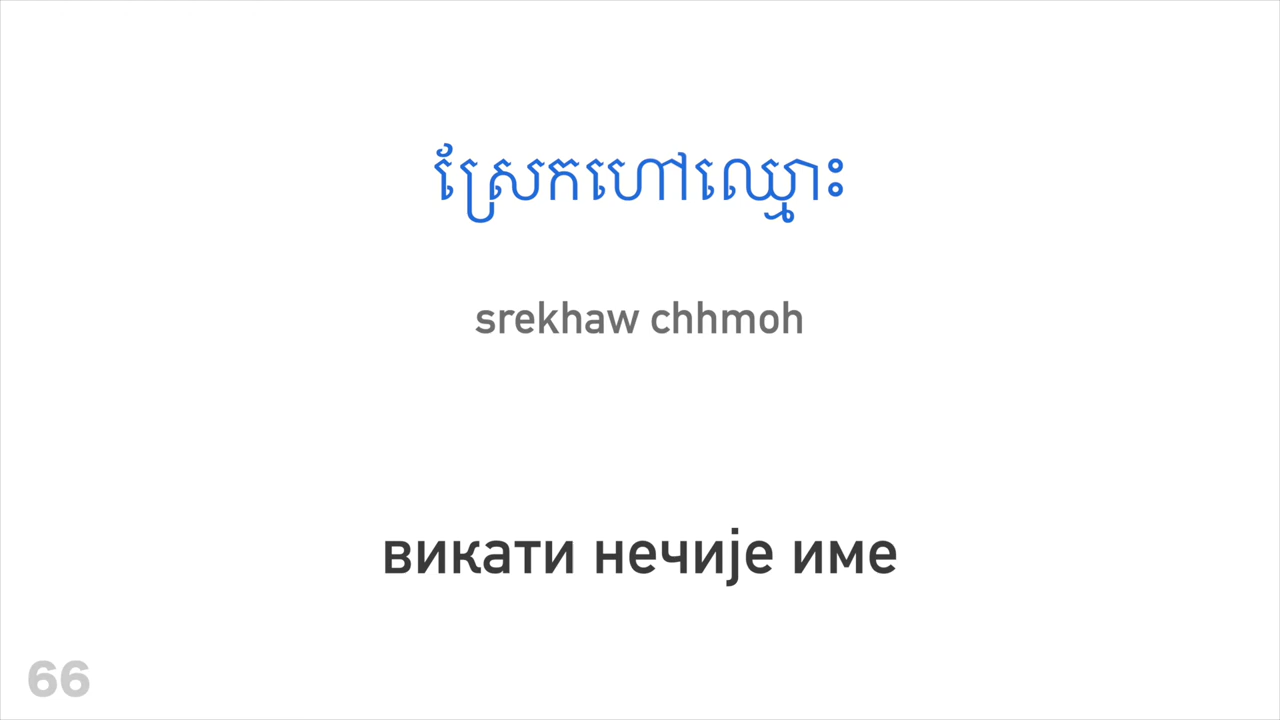 ស្រែកហៅឈ្មោះ
srekhaw chhmoh
викати нечије име
66